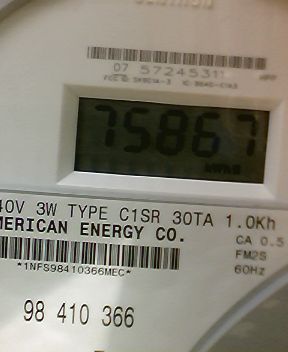 07 57245311
75867
kWh
40V 3W TYPE C1SR 30TA 1.0Kh
MERICAN ENERGY CO.
CA 0.5
*1NFS98410366MEC*
FM2S
60Hz
98 410 366